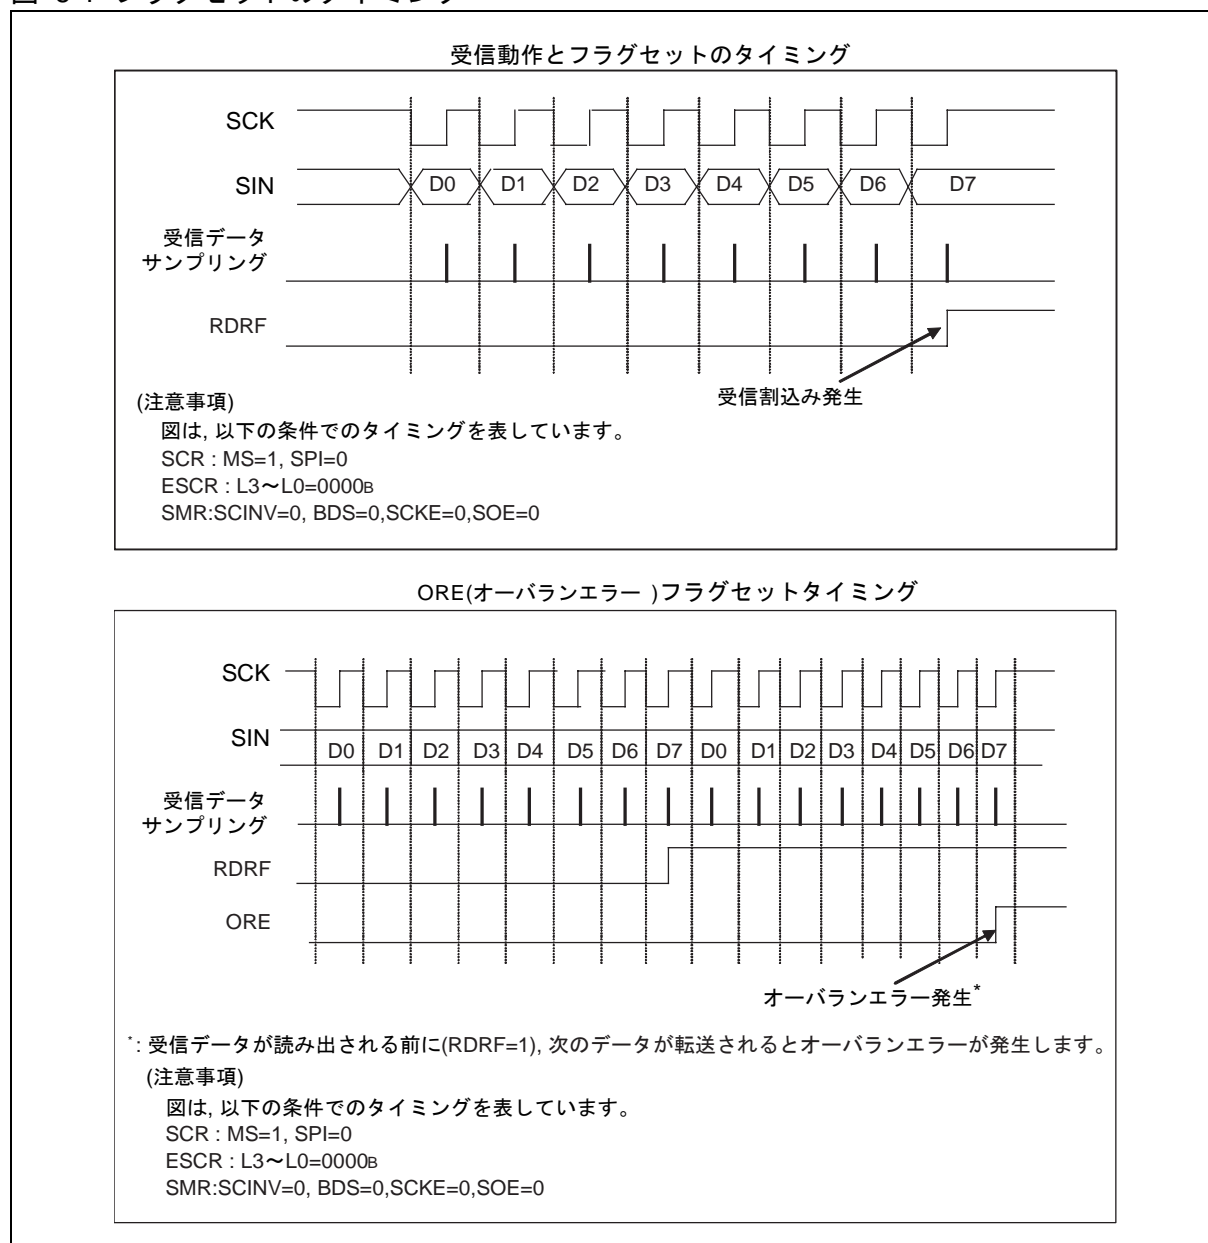 受信動作とフラグセットのタイミング
SCK
SIN
D0 D1 D2 D3 D4 D5 D6 D7
受信データ
サンプリング
RDRF
受信割込み発生
(注意事項)
図は, 以下の条件でのタイミングを表しています。
SCR : MS=1, SPI=0
ESCR : L3～L0=0000B
SMR:SCINV=0, BDS=0,SCKE=0,SOE=0
ORE(オーバランエラー )フラグセットタイミング
SCK
SIN
D0 D1 D2 D3 D4 D5 D6 D7 D0 D1 D2 D3 D4 D5 D6 D7
受信データ
サンプリング
RDRF
ORE
オーバランエラー発生*
*: 受信データが読み出される前に(RDRF=1), 次のデータが転送されるとオーバランエラーが発生します。
(注意事項)
図は, 以下の条件でのタイミングを表しています。
SCR : MS=1, SPI=0
ESCR : L3～L0=0000B
SMR:SCINV=0, BDS=0,SCKE=0,SOE=0